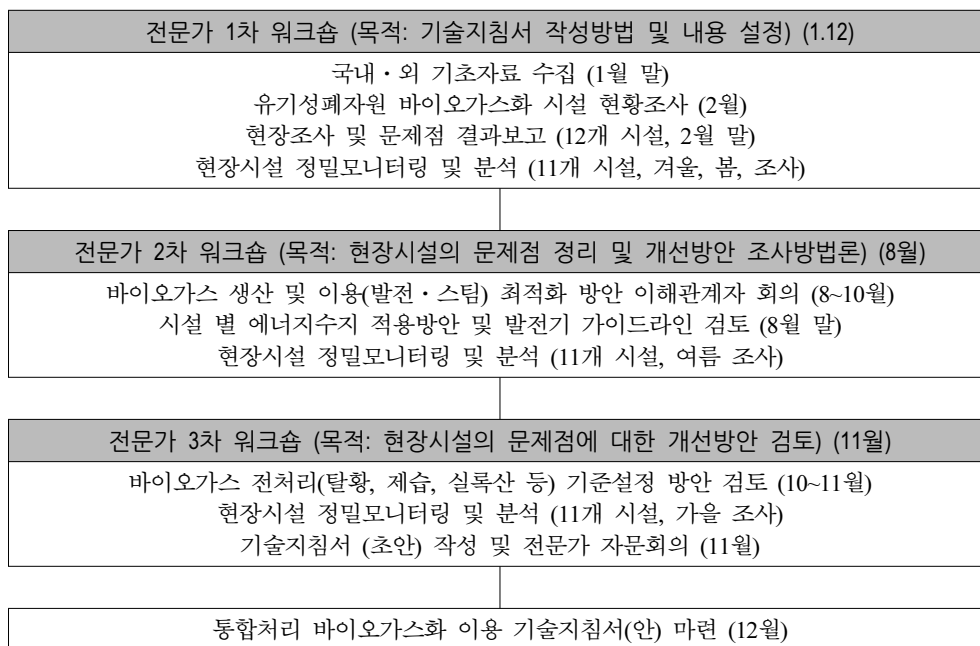 전문가 1차 워크숍 (목적: 기술지침서 작성방법 및 내용 설정) (1.12)
국내・외 기초자료 수집 (1월 말)
유기성폐자원 바이오가스화 시설 현황조사 (2월)
현장조사 및 문제점 결과보고 (12개 시설, 2월 말)
현장시설 정밀모니터링 및 분석 (11개 시설, 겨울, 봄, 조사)
전문가 2차 워크숍 (목적: 현장시설의 문제점 정리 및 개선방안 조사방법론) (8월)
바이오가스 생산 및 이용(발전・스팀) 최적화 방안 이해관계자 회의 (8~10월)
시설 별 에너지수지 적용방안 및 발전기 가이드라인 검토 (8월 말)
현장시설 정밀모니터링 및 분석 (11개 시설, 여름 조사)
전문가 3차 워크숍 (목적: 현장시설의 문제점에 대한 개선방안 검토) (11월)
바이오가스 전처리(탈황, 제습, 실록산 등) 기준설정 방안 검토 (10~11월)
현장시설 정밀모니터링 및 분석 (11개 시설, 가을 조사)
기술지침서 (초안) 작성 및 전문가 자문회의 (11월)
통합처리 바이오가스화 이용 기술지침서(안) 마련 (12월)